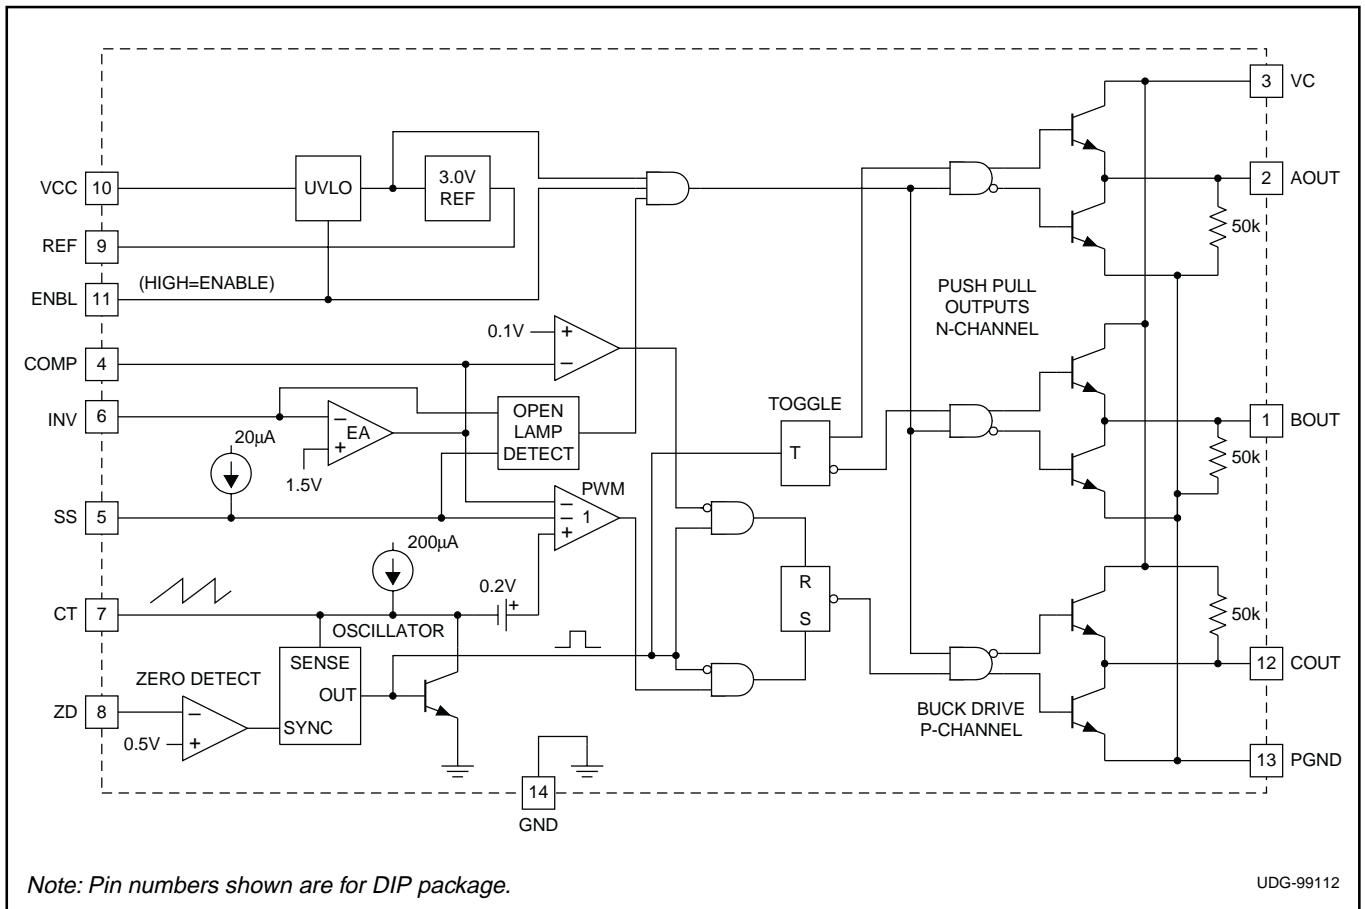 3 VC
VCC 10
UVLO
3.0V
REF
2 AOUT
50k
REF 9
ENBL 11
(HIGH=ENABLE)
PUSH PULL
OUTPUTS
N-CHANNEL
0.1V
+
–
COMP 4
INV 6
–
EA
+
1.5V
OPEN
LAMP
DETECT
TOGGLE
T
1 BOUT
50k
20µA
SS 5
PWM
–
–
1
+
200µA
0.2V
+
CT 7
OSCILLATOR
R
S
50k
SENSE
OUT
SYNC
ZERO DETECT
ZD 8
–
0.5V
+
12 COUT
BUCK DRIVE
P-CHANNEL
13 PGND
14
GND
Note: Pin numbers shown are for DIP package.
UDG-99112